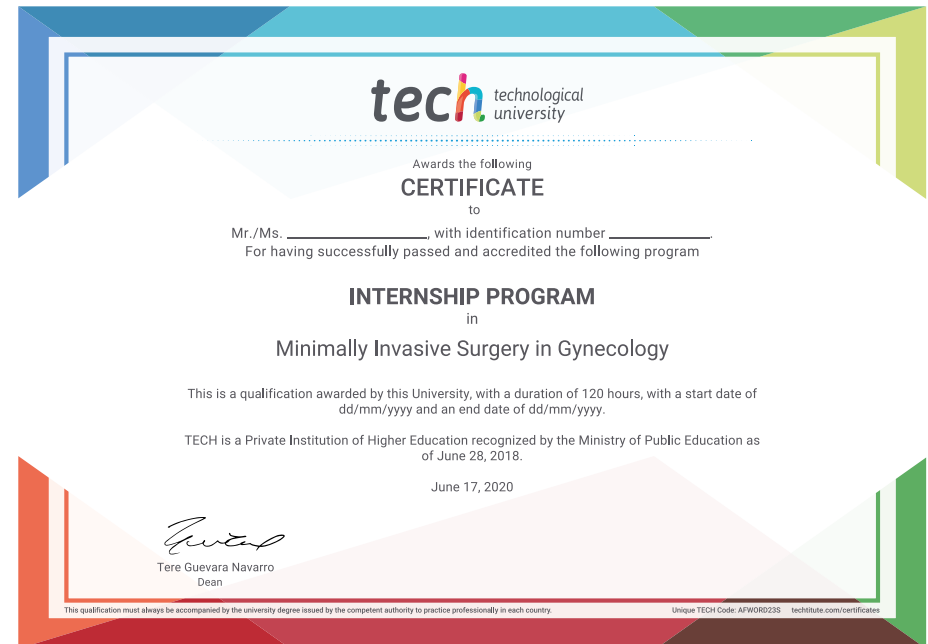 tech technological
university
Awards the following
CERTIFICATE
to
Mr./Ms. ____________________, with identification number ______________.
For having successfully passed and accredited the following program
INTERNSHIP PROGRAM
in
Minimally Invasive Surgery in Gynecology
This is a qualification awarded by this University, with a duration of 120 hours, with a start date of
dd/mm/yyyy and an end date of dd/mm/yyyy.
TECH is a Private Institution of Higher Education recognized by the Ministry of Public Education as
of June 28, 2018.
June 17, 2020
Tere Guevara Navarro
Dean
This qualification must always be accompanied by the university degree issued by the competent authority to practice professionally in each country.
Unique TECH Code: AFWORD23S techtitute.com/certificates